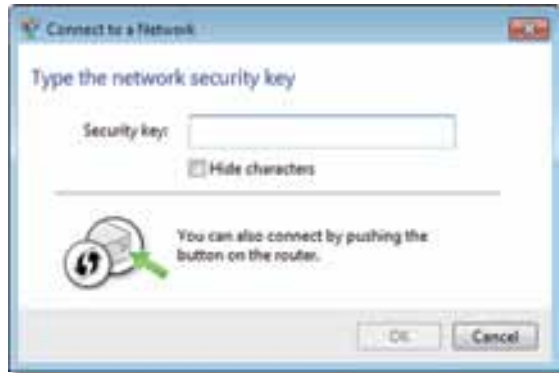 Connect to a Network
Type the network security key
Security key:
Hide characters
You can also connect by pushing the
button on the router.
OK
Cancel